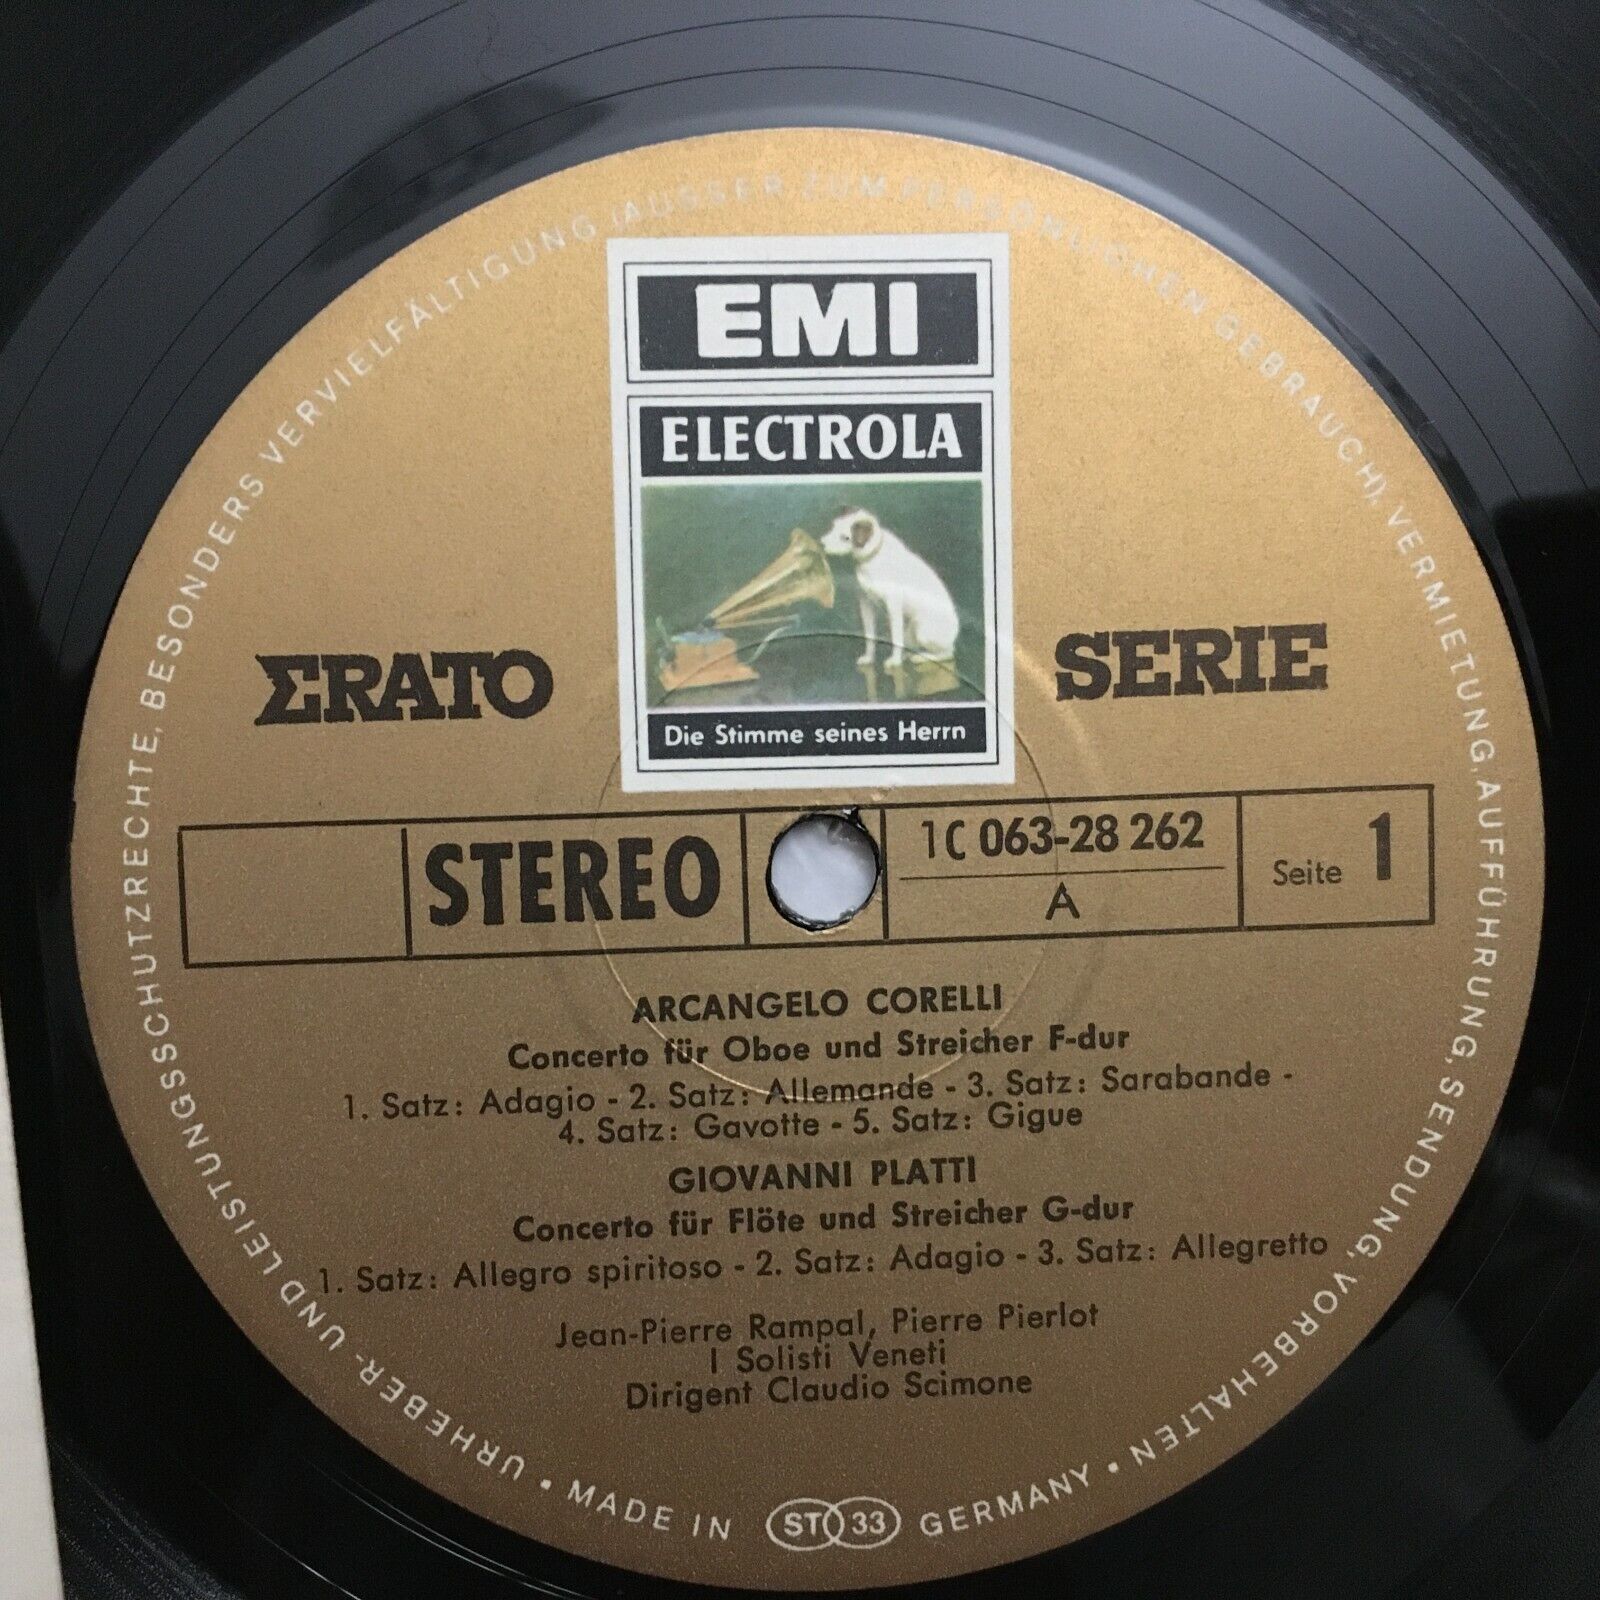 EMI
ELECTROLA
Die Stimme seines Herrn
ΣRATO SERIE
STEREO
1C 063-28 262
A
Seite 1
ARCANGELO CORELLI
Concerto für Oboe und Streicher F-dur
1. Satz: Adagio - 2. Satz: Allemande - 3. Satz: Sarabande -
4. Satz: Gavotte - 5. Satz: Gigue
GIOVANNI PLATTI
Concerto für Flöte und Streicher G-dur
1. Satz: Allegro spiritoso - 2. Satz: Adagio - 3. Satz: Allegretto
Jean-Pierre Rampal, Pierre Pierlot
I Solisti Veneti
Dirigent Claudio Scimone
URHEBER- UND LEISTUNGSSCHUTZRECHTE, BESONDERS VERVIELFÄLTIGUNG (AUSSER ZUM PERSÖNLICHEN GEBRAUCH), VERMIETUNG, AUFFÜHRUNG, SENDUNG, VORBEHALTEN • MADE IN ST 33 GERMANY •